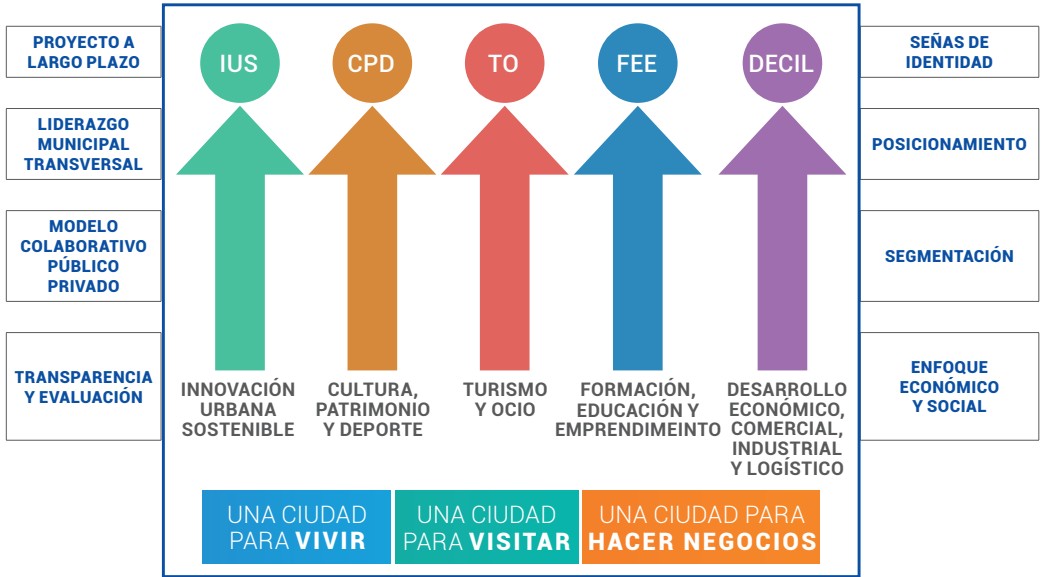 PROYECTO A
LARGO PLAZO
LIDERAZGO
MUNICIPAL
TRANSVERSAL
MODELO
COLABORATIVO
PÚBLICO
PRIVADO
TRANSPARENCIA
Y EVALUACIÓN
IUS
CPD
TO
FEE
DECIL
INNOVACIÓN
URBANA
SOSTENIBLE
CULTURA,
PATRIMONIO
Y DEPORTE
TURISMO
Y OCIO
FORMACIÓN,
EDUCACIÓN Y
EMPRENDIMEINTO
DESARROLLO
ECONÓMICO,
COMERCIAL,
INDUSTRIAL
Y LOGÍSTICO
UNA CIUDAD
PARA VIVIR
UNA CIUDAD
PARA VISITAR
UNA CIUDAD PARA
HACER NEGOCIOS
SEÑAS DE
IDENTIDAD
POSICIONAMIENTO
SEGMENTACIÓN
ENFOQUE
ECONÓMICO
Y SOCIAL